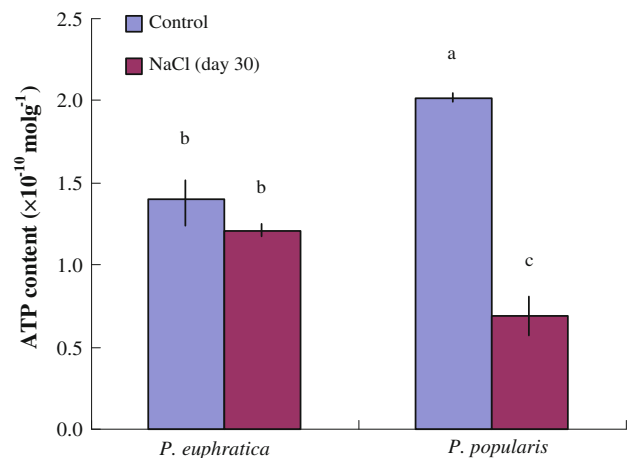 Control
NaCl (day 30)
ATP content (×10⁻¹⁰ molg⁻¹)
2.5
2.0
1.5
1.0
0.5
0.0
b
b
a
c
P. euphratica
P. popularis